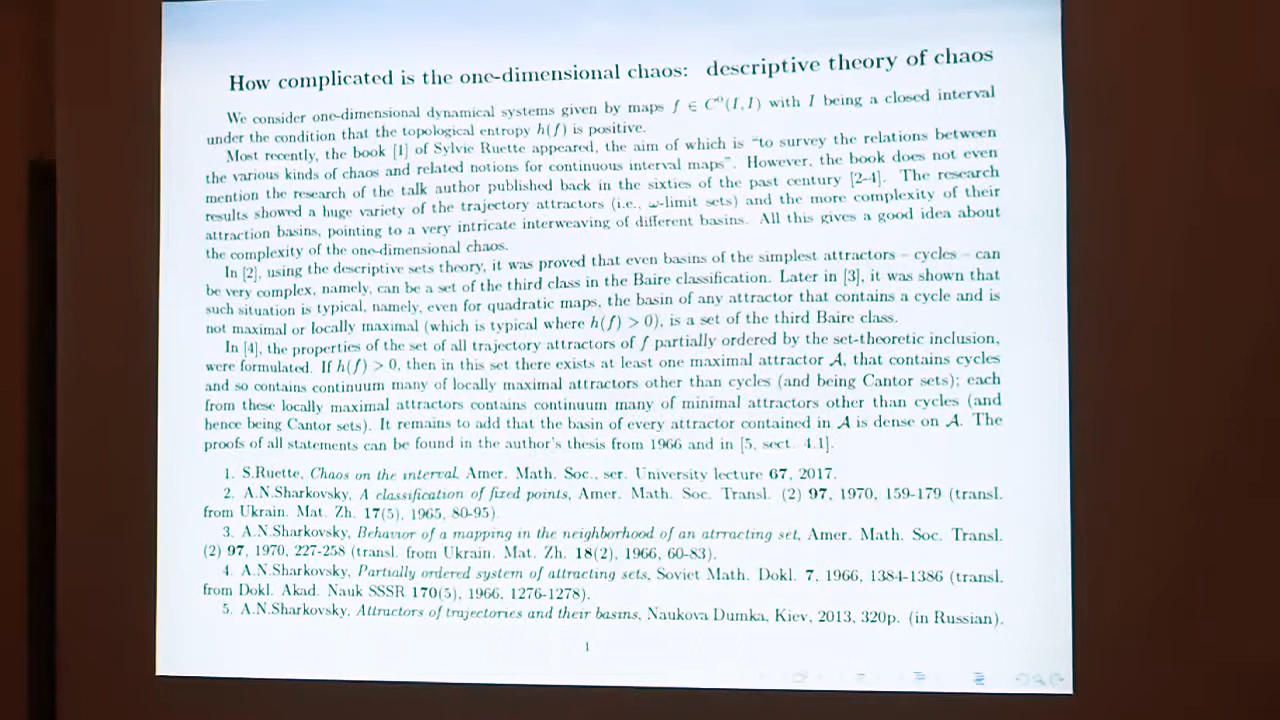 How complicated is the one-dimensional chaos: descriptive theory of chaos
We consider one-dimensional dynamical systems given by maps f ∈ C⁰(I, I) with I being a closed interval
under the condition that the topological entropy h(f) is positive.
Most recently, the book [1] of Sylvie Ruette appeared, the aim of which is "to survey the relations between
the various kinds of chaos and related notions for continuous interval maps". However, the book does not even
mention the research of the talk author published back in the sixties of the past century [2-4]. The research
results showed a huge variety of the trajectory attractors (i.e., ω-limit sets) and the more complexity of their
attraction basins, pointing to a very intricate interweaving of different basins. All this gives a good idea about
the complexity of the one-dimensional chaos.
In [2], using the descriptive sets theory, it was proved that even basins of the simplest attractors – cycles – can
be very complex, namely, can be a set of the third class in the Baire classification. Later in [3], it was shown that
such situation is typical, namely, even for quadratic maps, the basin of any attractor that contains a cycle and is
not maximal or locally maximal (which is typical where h(f) > 0), is a set of the third Baire class.
In [4], the properties of the set of all trajectory attractors of f partially ordered by the set-theoretic inclusion,
were formulated. If h(f) > 0, then in this set there exists at least one maximal attractor A, that contains cycles
and so contains continuum many of locally maximal attractors other than cycles (and being Cantor sets); each
from these locally maximal attractors contains continuum many of minimal attractors other than cycles (and
hence being Cantor sets). It remains to add that the basin of every attractor contained in A is dense on A. The
proofs of all statements can be found in the author's thesis from 1966 and in [5, sect. 4.1].
1. S.Ruette, Chaos on the interval, Amer. Math. Soc., ser. University lecture 67, 2017.
2. A.N.Sharkovsky, A classification of fixed points, Amer. Math. Soc. Transl. (2) 97, 1970, 159-179 (transl.
from Ukrain. Mat. Zh. 17(5), 1965, 80-95).
3. A.N.Sharkovsky, Behavior of a mapping in the neighborhood of an atrracting set, Amer. Math. Soc. Transl.
(2) 97, 1970, 227-258 (transl. from Ukrain. Mat. Zh. 18(2), 1966, 60-83).
4. A.N.Sharkovsky, Partially ordered system of attracting sets, Soviet Math. Dokl. 7, 1966, 1384-1386 (transl.
from Dokl. Akad. Nauk SSSR 170(5), 1966, 1276-1278).
5. A.N.Sharkovsky, Attractors of trajectories and their basins, Naukova Dumka, Kiev, 2013, 320p. (in Russian).
1